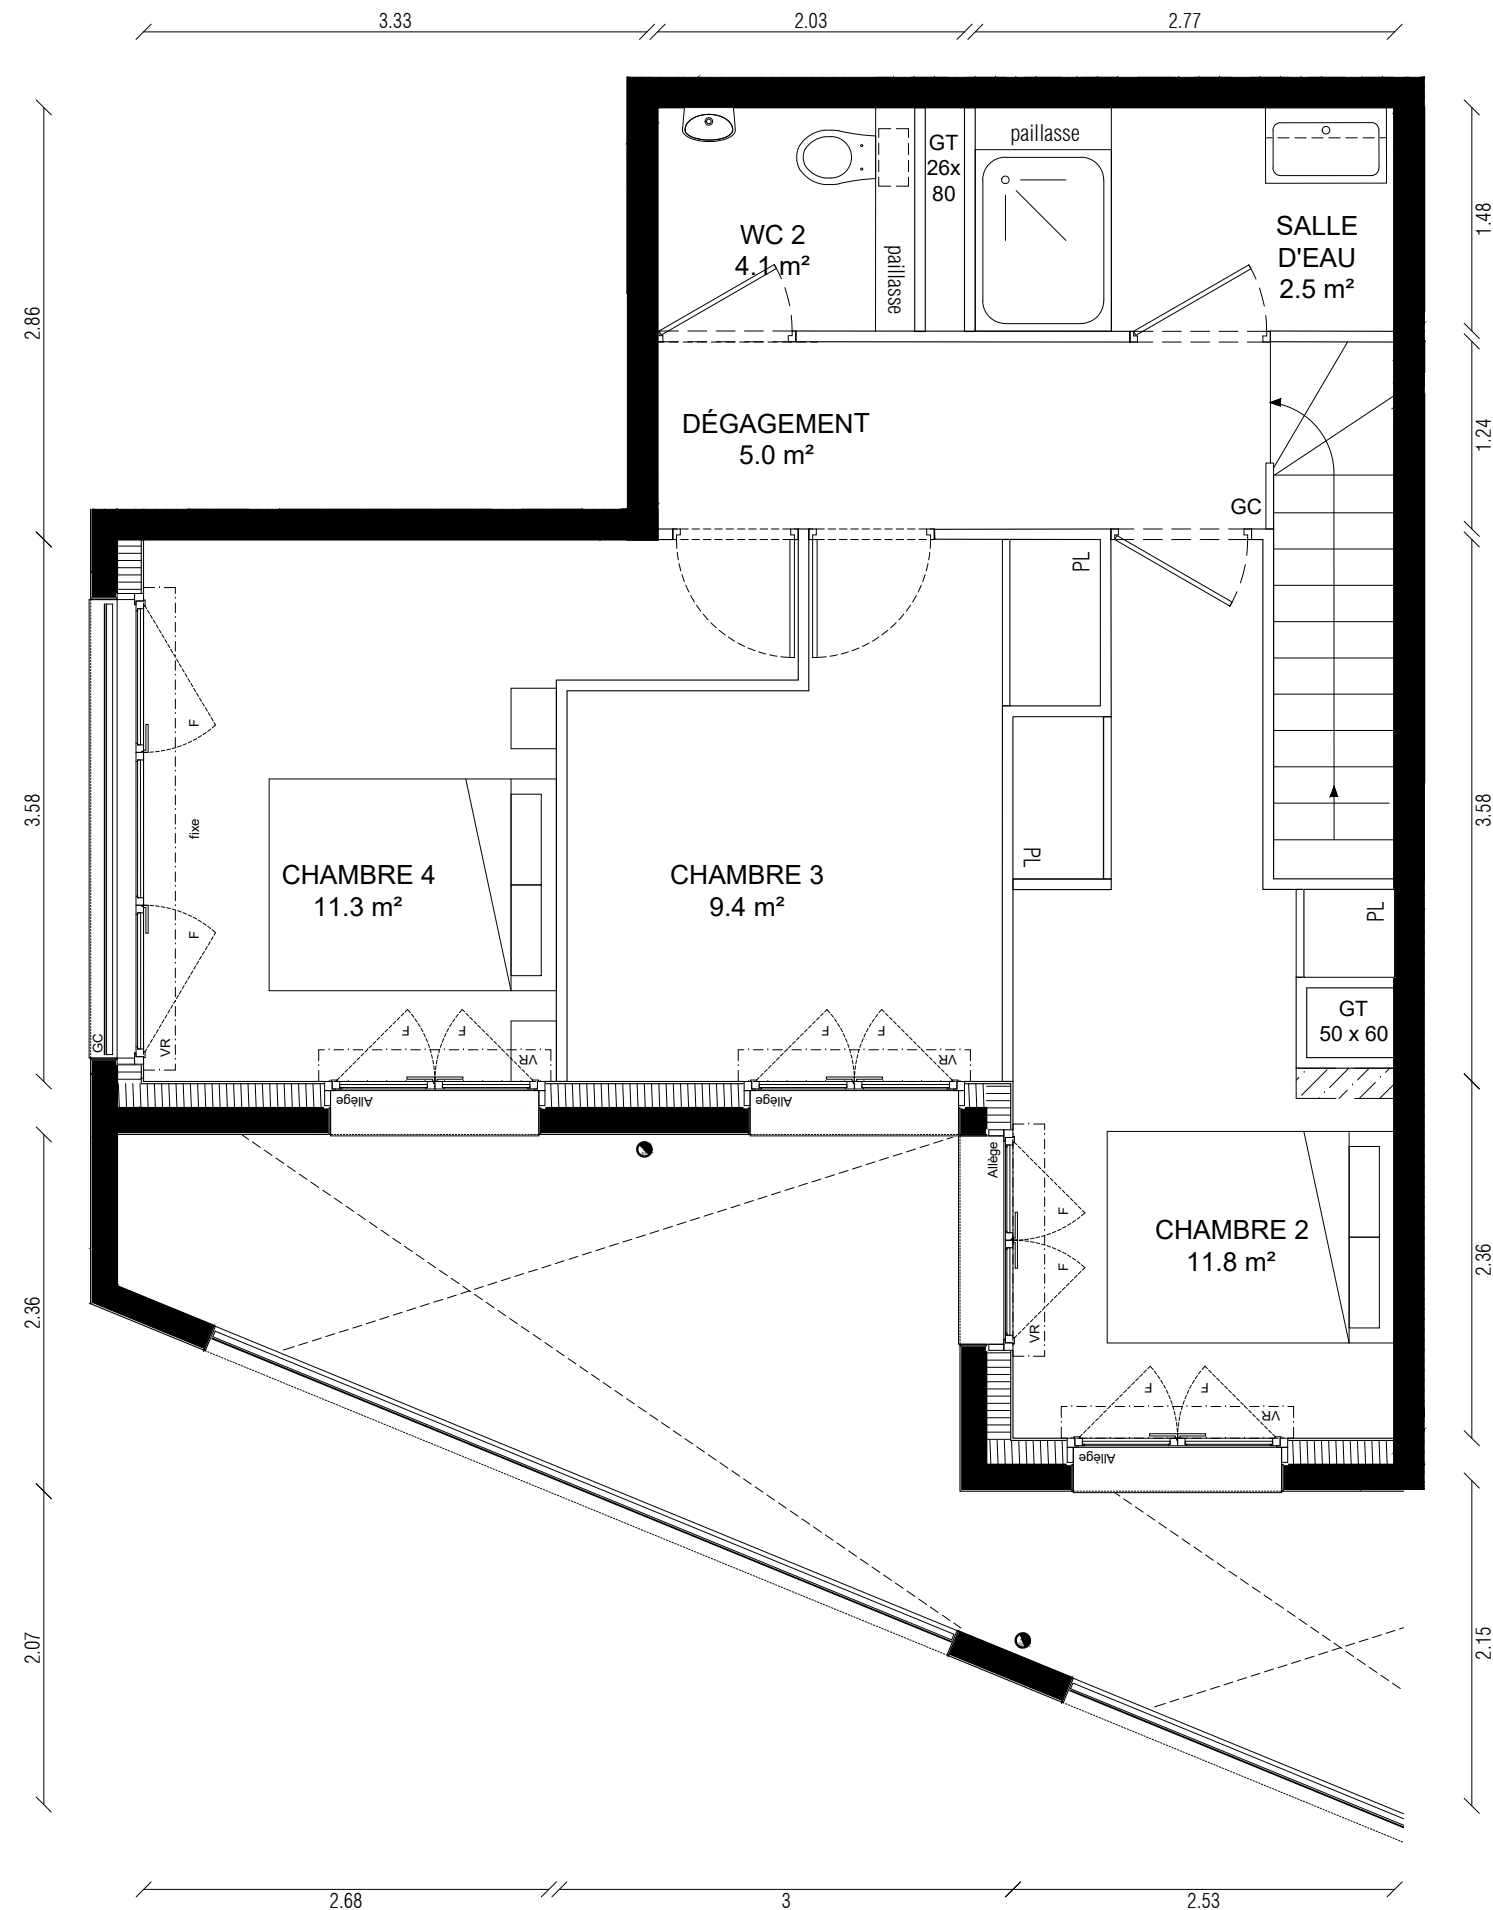 3.33
2.03
2.77
paillasse
GT
26x
80
WC 2
4.1 m²
paillasse
SALLE
D'EAU
2.5 m²
1.48
2.86
DÉGAGEMENT
5.0 m²
1.24
GC
PL
F
fixe
3.58
3.58
CHAMBRE 4
11.3 m²
CHAMBRE 3
9.4 m²
PL
PL
F
GC
VR
F
F
VR
F
F
VR
GT
50 x 60
Allège
Allège
Allège
F
F
VR
CHAMBRE 2
11.8 m²
2.36
2.36
F
F
VR
Allège
2.07
2.15
2.68
3
2.53